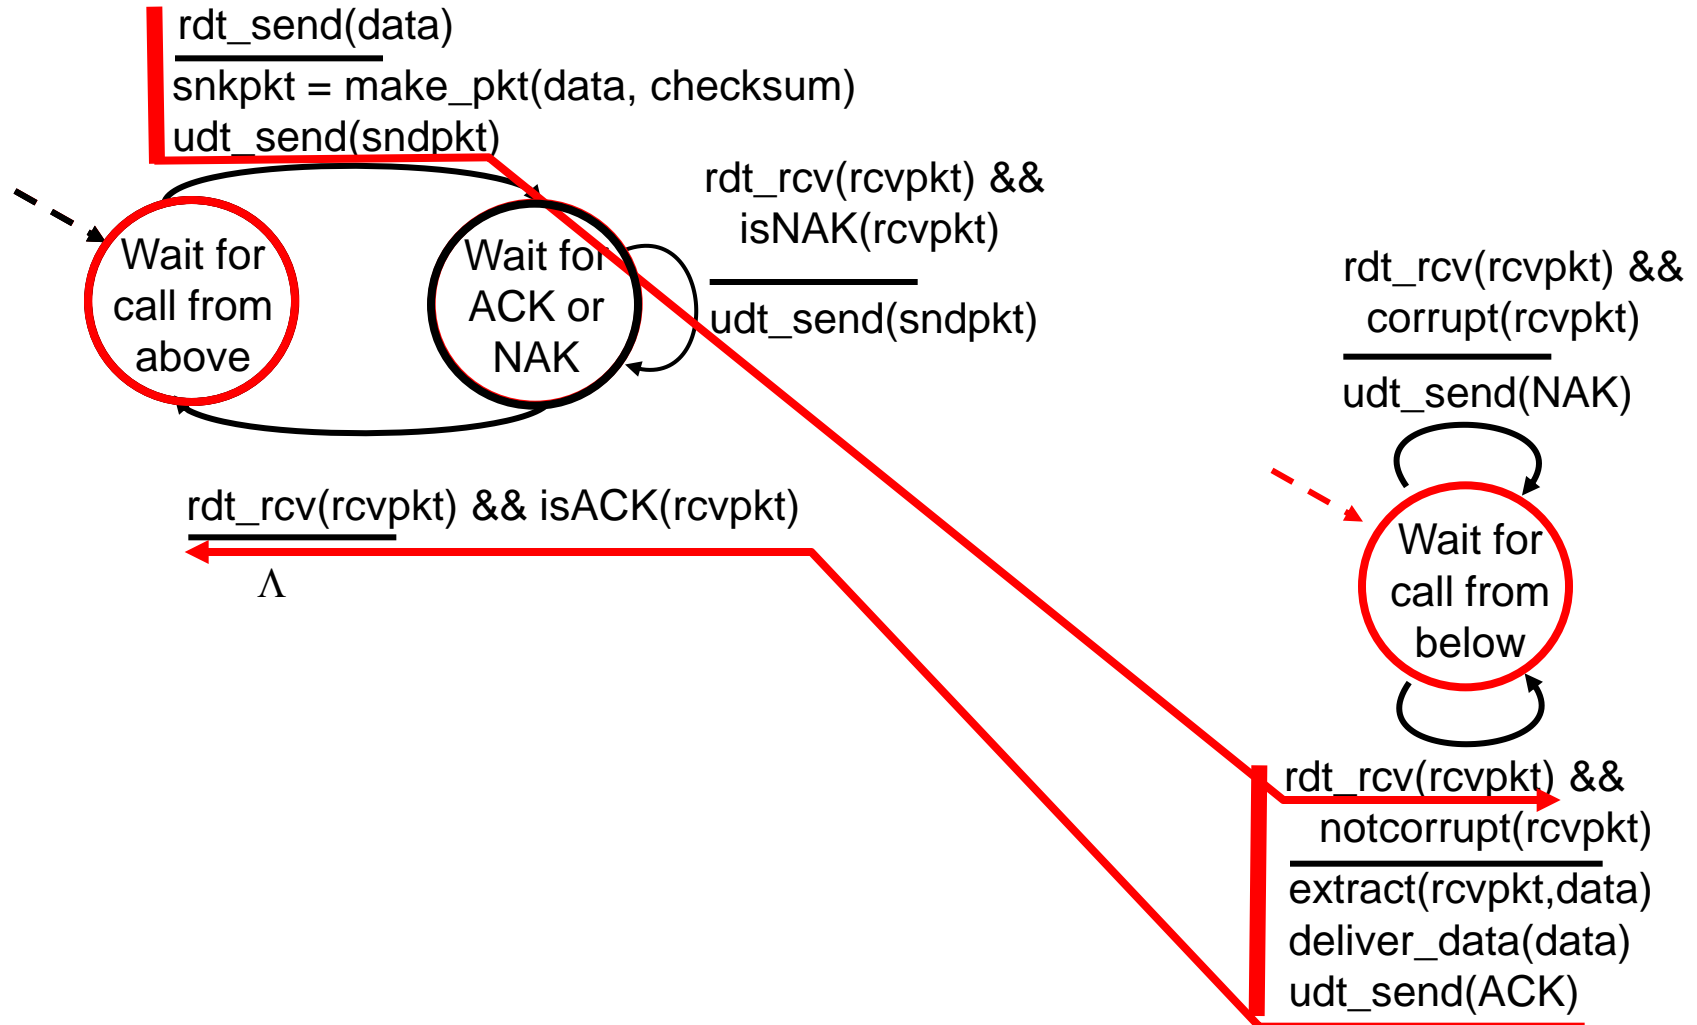 rdt_send(data)
snkpkt = make_pkt(data, checksum)
udt_send(sndpkt)
rdt_rcv(rcvpkt) &&
isNAK(rcvpkt)
udt_send(sndpkt)
Wait for
call from
above
Wait for
ACK or
NAK
rdt_rcv(rcvpkt) && isACK(rcvpkt)
Λ
rdt_rcv(rcvpkt) &&
corrupt(rcvpkt)
udt_send(NAK)
Wait for
call from
below
rdt_rcv(rcvpkt) &&
notcorrupt(rcvpkt)
extract(rcvpkt,data)
deliver_data(data)
udt_send(ACK)